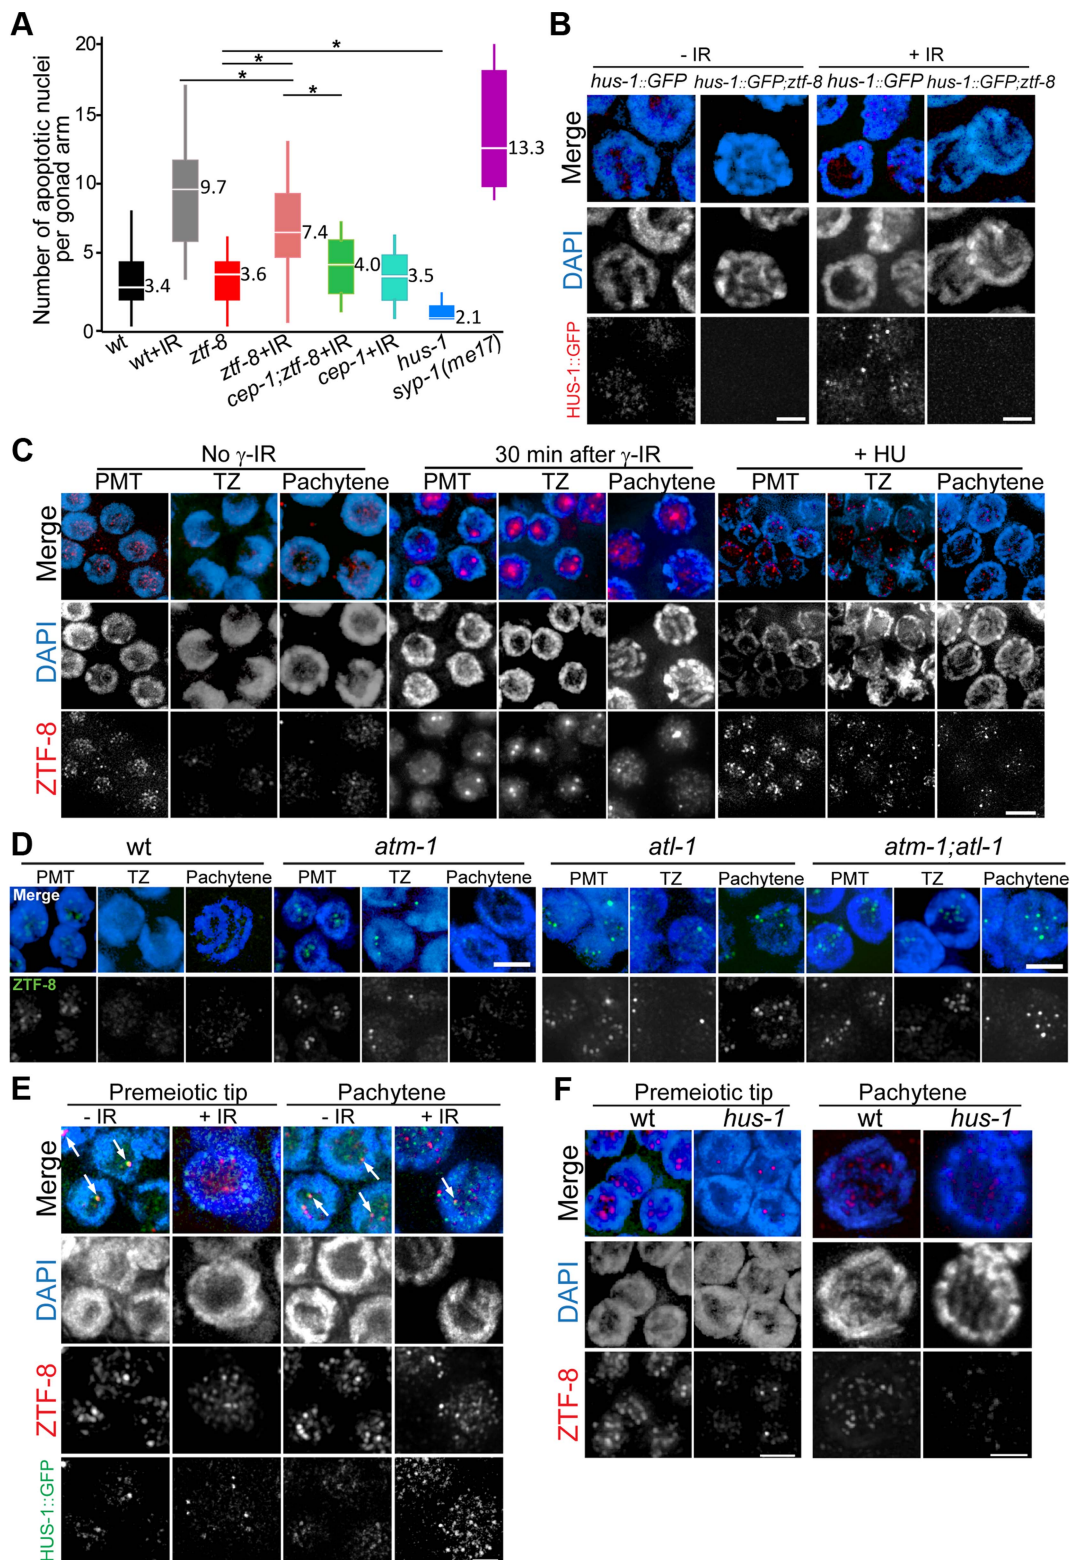 A
Number of apoptotic nuclei
per gonad arm
20
15
10
5
0
*
*
*
*
3.4
9.7
3.6
7.4
4.0
3.5
2.1
13.3
wt
wt+IR
ztf-8
ztf-8+IR
cep-1;ztf-8+IR
cep-1+IR
hus-1
syp-1(me17)
B
- IR + IR
hus-1::GFP hus-1::GFP;ztf-8 hus-1::GFP hus-1::GFP;ztf-8
Merge
DAPI
HUS-1::GFP
C
No γ-IR 30 min after γ-IR + HU
PMT TZ Pachytene PMT TZ Pachytene PMT TZ Pachytene
Merge
DAPI
ZTF-8
D
wt atm-1 atl-1 atm-1;atl-1
PMT TZ Pachytene PMT TZ Pachytene PMT TZ Pachytene PMT TZ Pachytene
Merge
ZTF-8
E
Premeiotic tip Pachytene
- IR + IR - IR + IR
Merge
DAPI
ZTF-8
HUS-1::GFP
F
Premeiotic tip Pachytene
wt hus-1 wt hus-1
Merge
DAPI
ZTF-8